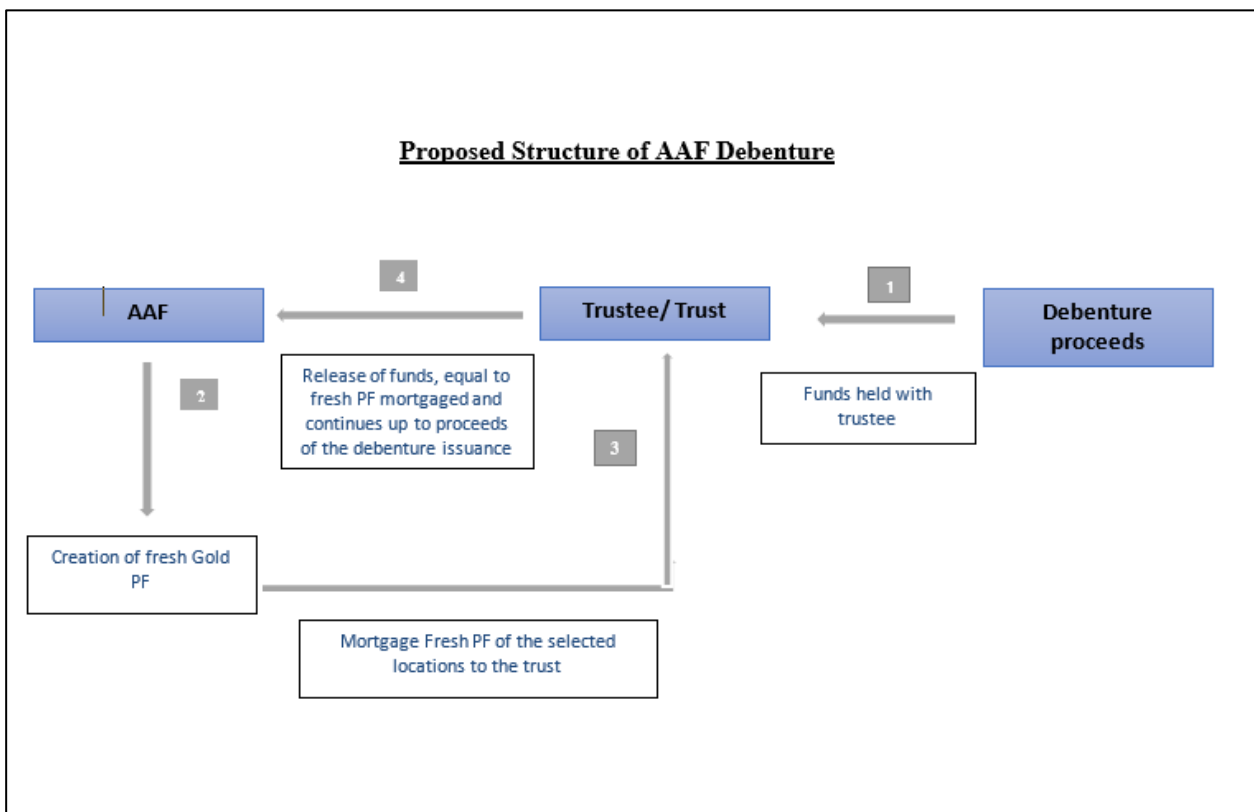 Proposed Structure of AAF Debenture
4
1
AAF
Trustee/ Trust
Debenture
proceeds
2
Release of funds, equal to
fresh PF mortgaged and
continues up to proceeds
of the debenture issuance
3
Funds held with
trustee
Creation of fresh Gold
PF
Mortgage Fresh PF of the selected
locations to the trust